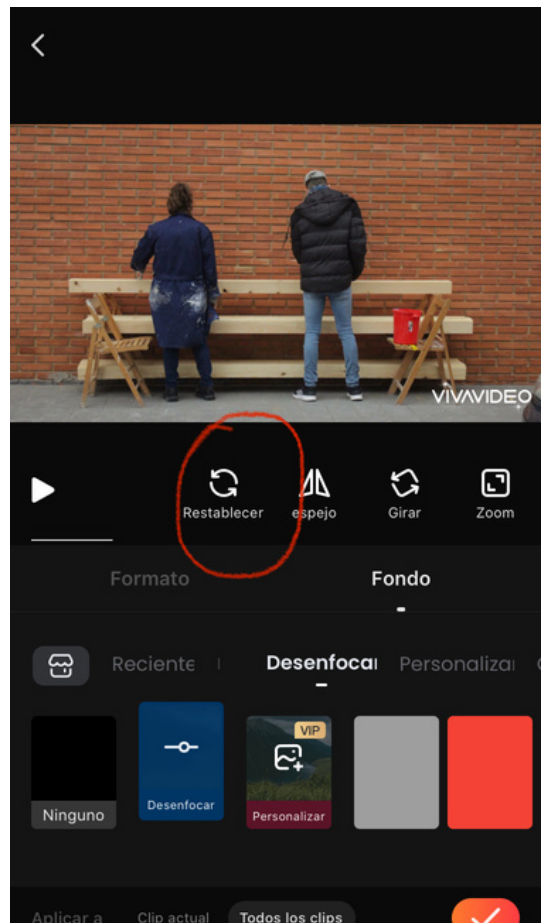 VIVAVIDEO
Restablecer
espejo
Girar
Zoom
Formato
Fondo
Reciente
Desenfocar
Ninguno
Desenfocar
VIP
Personalizar
Aplicar a
Clip actual
Todos los clips